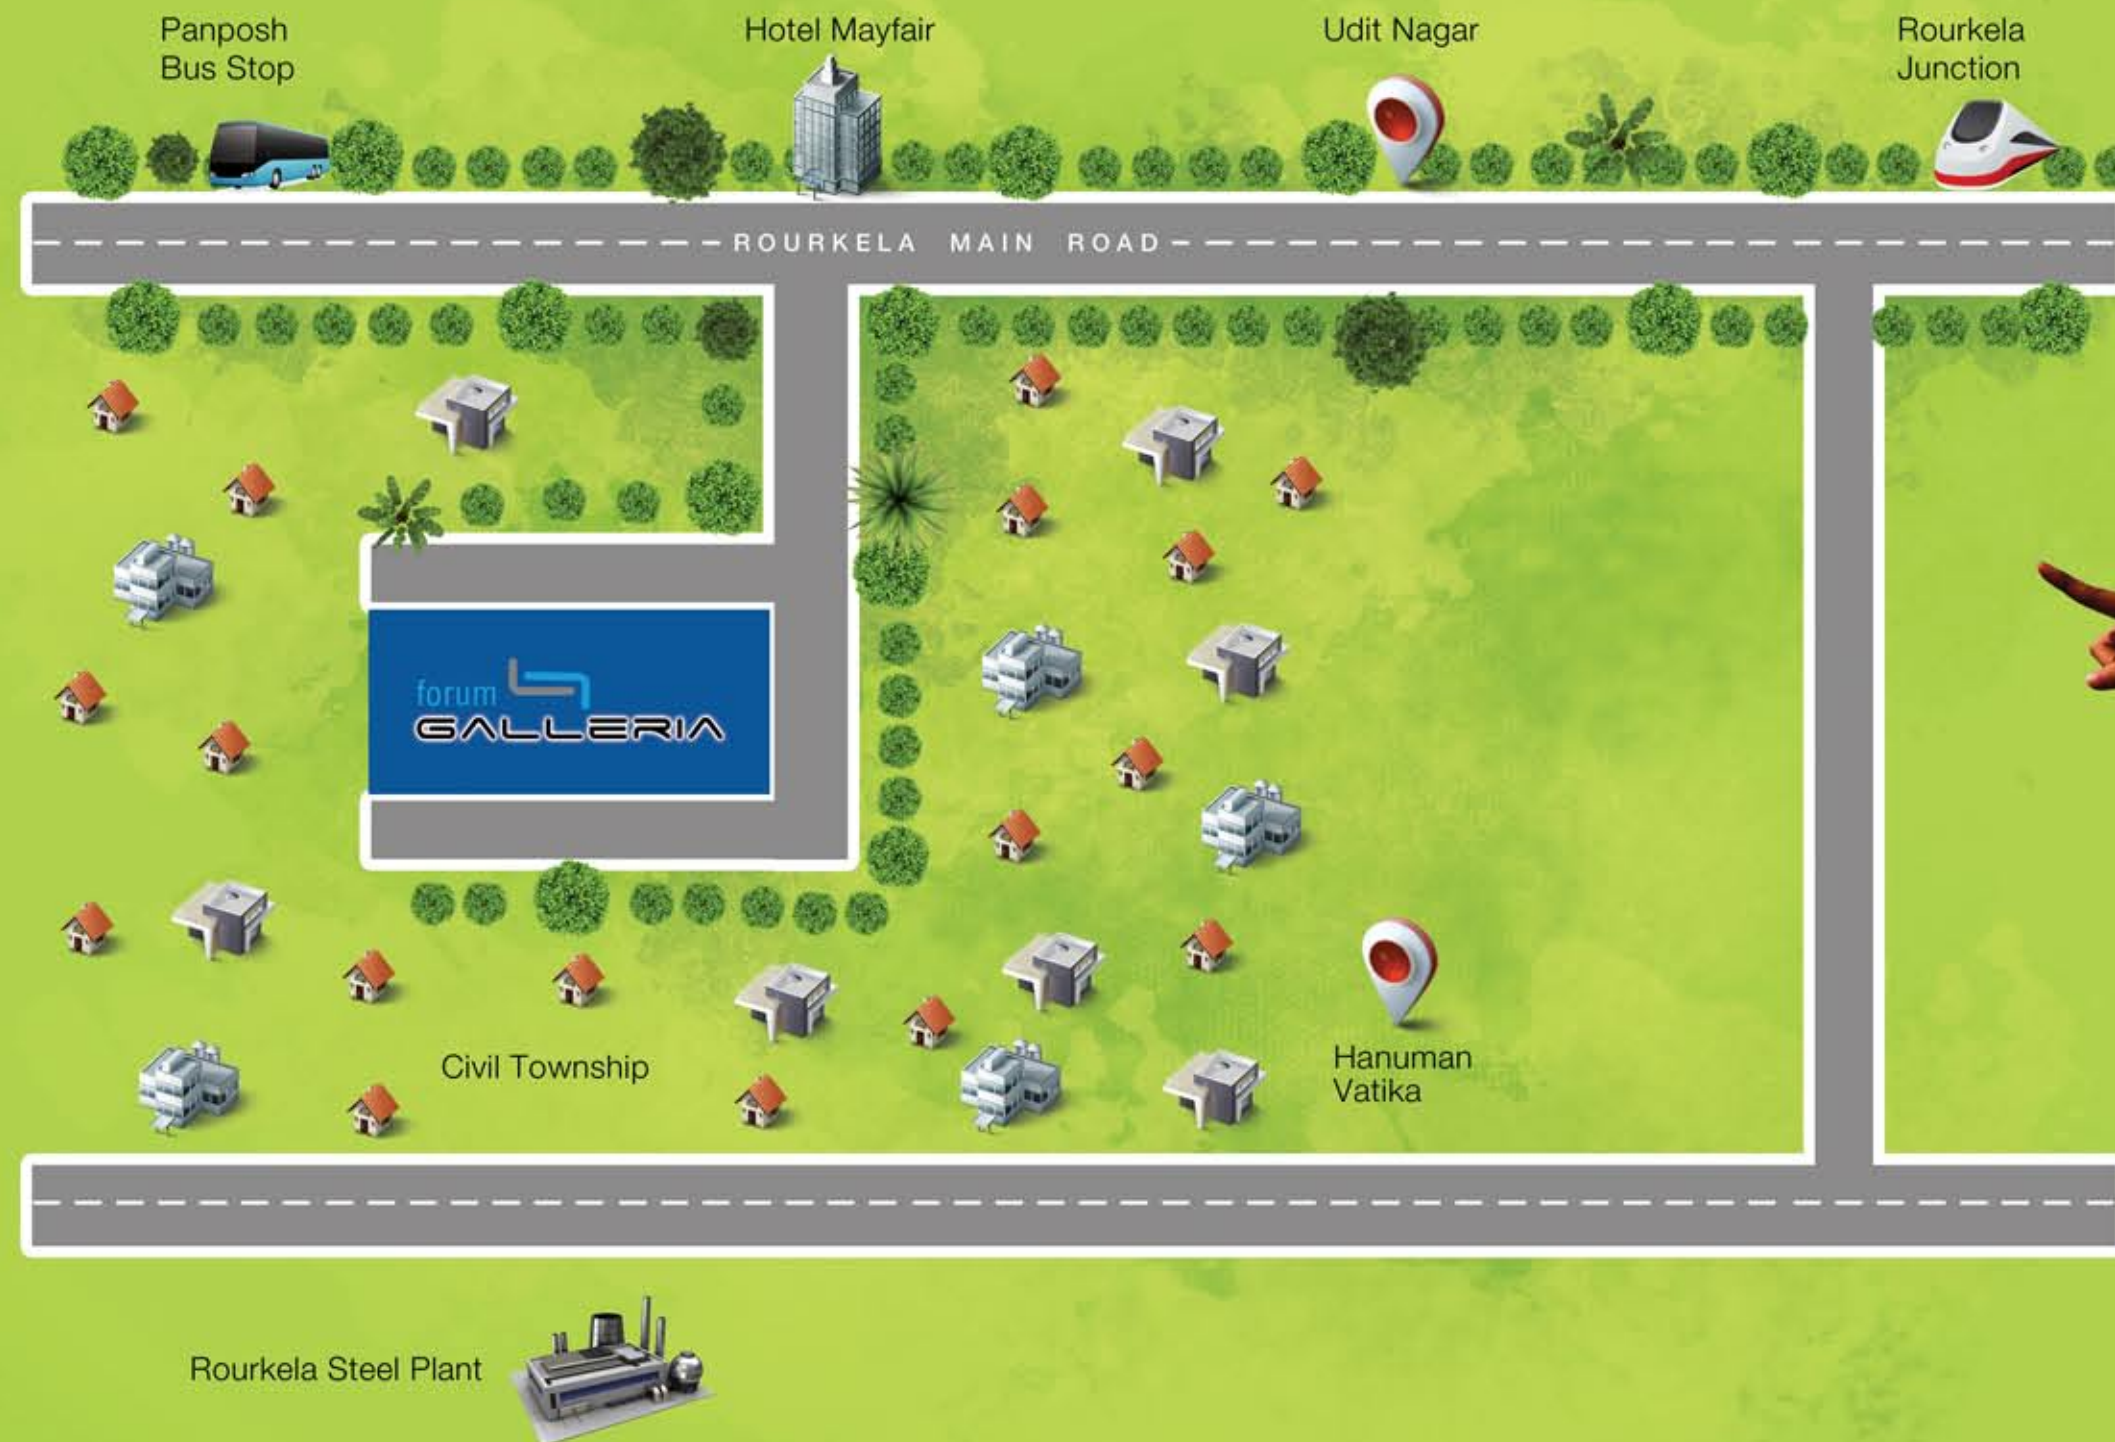 Panposh
Bus Stop
Hotel Mayfair
Udit Nagar
Rourkela
Junction
ROURKELA MAIN ROAD
forum
GALLERIA
Civil Township
Hanuman
Vatika
Rourkela Steel Plant